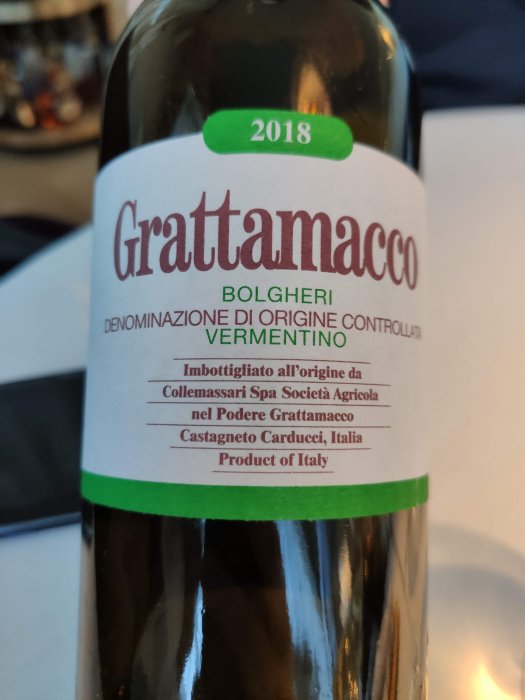 2018
Grattamacco
BOLGHERI
DENOMINAZIONE DI ORIGINE CONTROLLATA
VERMENTINO
Imbottigliato all'origine da
Collemassari Spa Società Agricola
nel Podere Grattamacco
Castagneto Carducci, Italia
Product of Italy